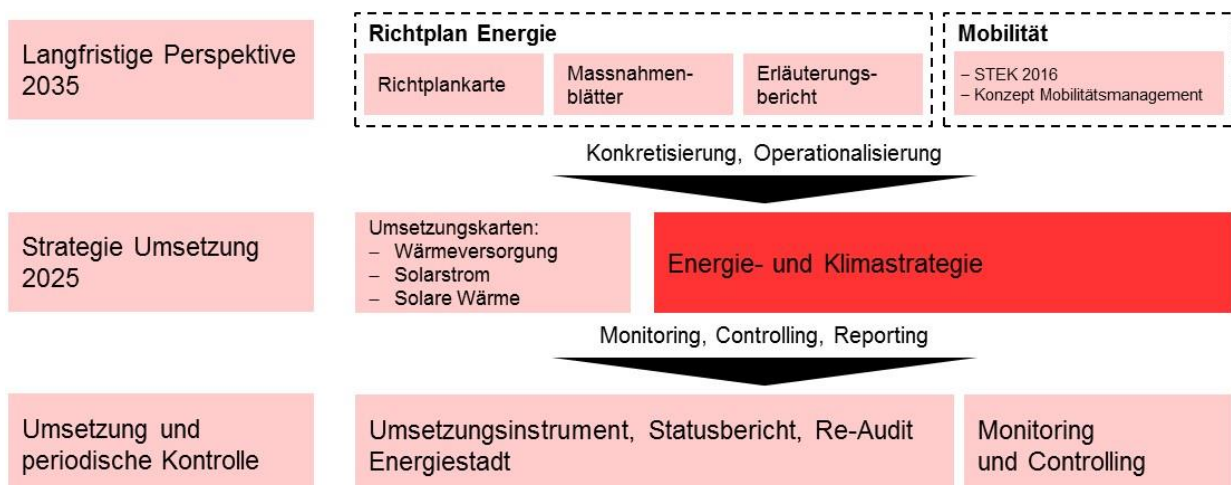 Langfristige Perspektive
2035
Richtplan Energie
Richtplankarte
Massnahmen-
blätter
Erläuterungs-
bericht
Mobilität
– STEK 2016
– Konzept Mobilitätsmanagement
Konkretisierung, Operationalisierung
Strategie Umsetzung
2025
Umsetzungskarten:
– Wärmeversorgung
– Solarstrom
– Solare Wärme
Energie- und Klimastrategie
Monitoring, Controlling, Reporting
Umsetzung und
periodische Kontrolle
Umsetzungsinstrument, Statusbericht, Re-Audit
Energiestadt
Monitoring
und Controlling